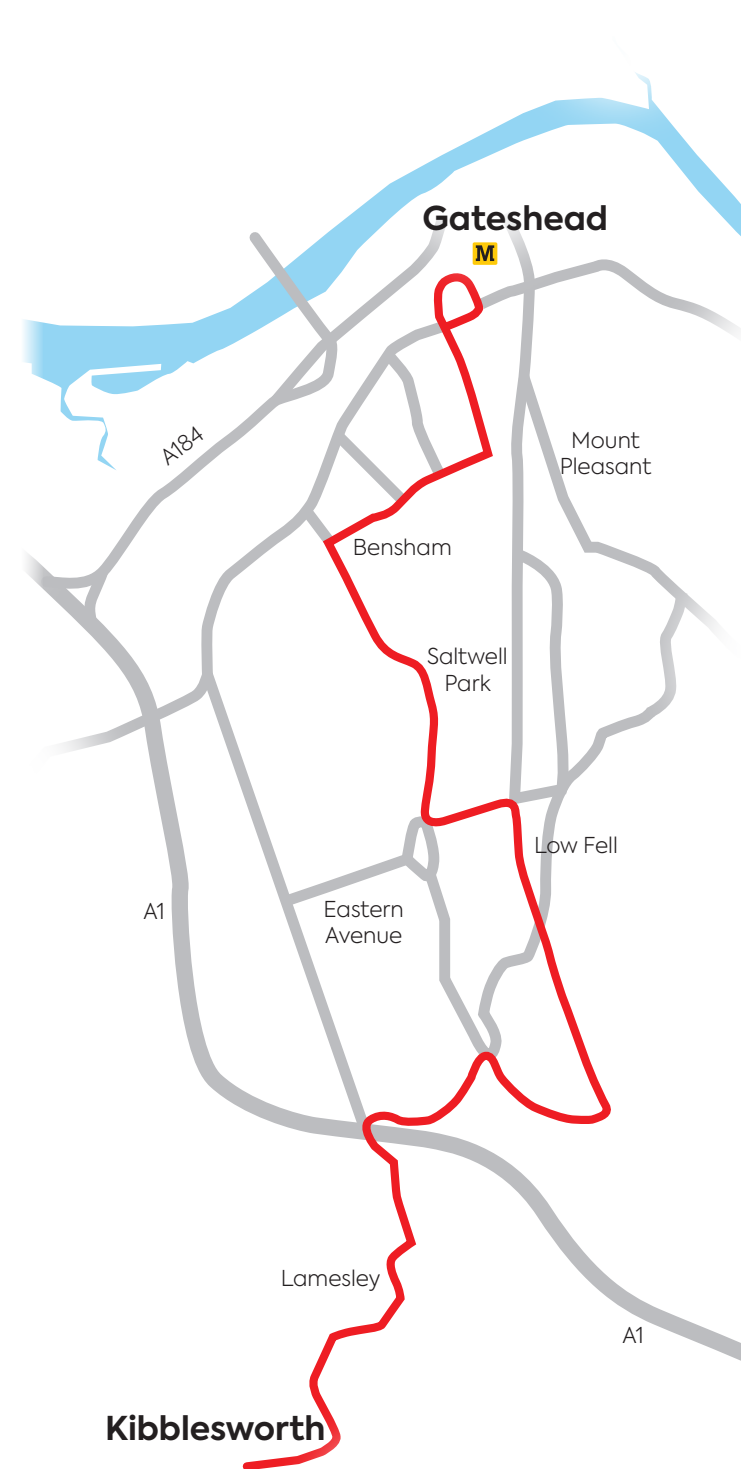 Gateshead
M
A184
Mount
Pleasant
Bensham
Saltwell
Park
Low Fell
A1
Eastern
Avenue
Lamesley
A1
Kibblesworth